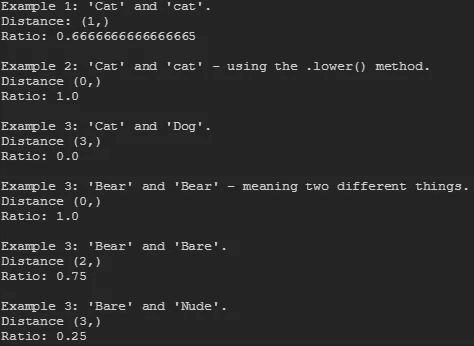 Example 1: 'Cat' and 'cat'.
Distance: (1,)
Ratio: 0.6666666666666665
Example 2: 'Cat' and 'cat' - using the .lower() method.
Distance (0,)
Ratio: 1.0
Example 3: 'Cat' and 'Dog'.
Distance (3,)
Ratio: 0.0
Example 3: 'Bear' and 'Bear' - meaning two different things.
Distance (0,)
Ratio: 1.0
Example 3: 'Bear' and 'Bare'.
Distance (2,)
Ratio: 0.75
Example 3: 'Bare' and 'Nude'.
Distance (3,)
Ratio: 0.25